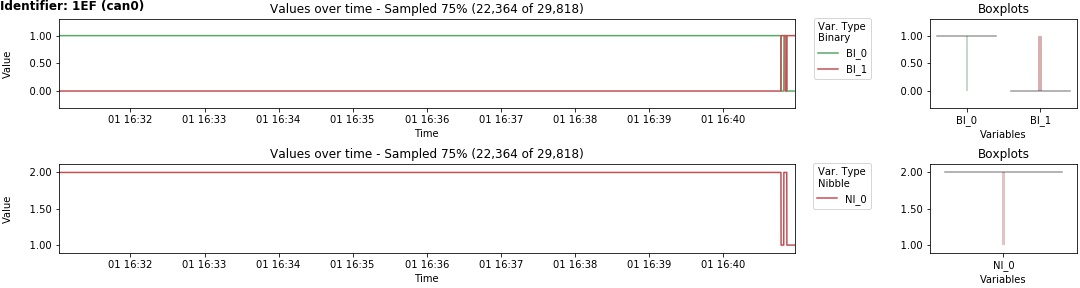 Identifier: 1EF (can0)
Values over time - Sampled 75% (22,364 of 29,818)
Value
1.00
0.50
0.00
01 16:32 01 16:33 01 16:34 01 16:35 01 16:36 01 16:37 01 16:38 01 16:39 01 16:40
Time
Var. Type
Binary
BI_0
BI_1
Boxplots
1.00
0.50
0.00
BI_0 BI_1
Variables
Values over time - Sampled 75% (22,364 of 29,818)
Value
2.00
1.50
1.00
01 16:32 01 16:33 01 16:34 01 16:35 01 16:36 01 16:37 01 16:38 01 16:39 01 16:40
Time
Var. Type
Nibble
NI_0
Boxplots
2.00
1.50
1.00
NI_0
Variables